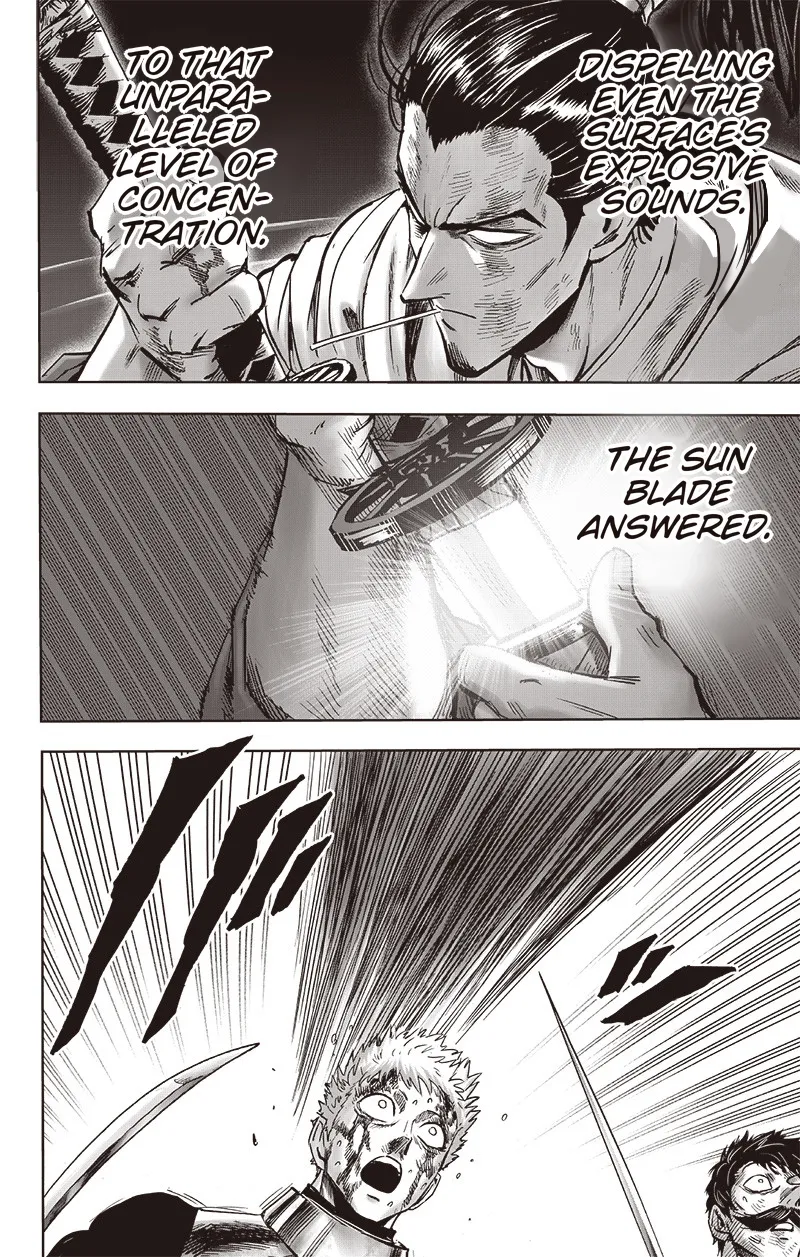 DISPELLING
EVEN THE
SURFACE'S
EXPLOSIVE
SOUNDS.
TO THAT
UNPARA-
LLELED
LEVEL OF
CONCEN-
TRATION.
THE SUN
BLADE
ANSWERED.